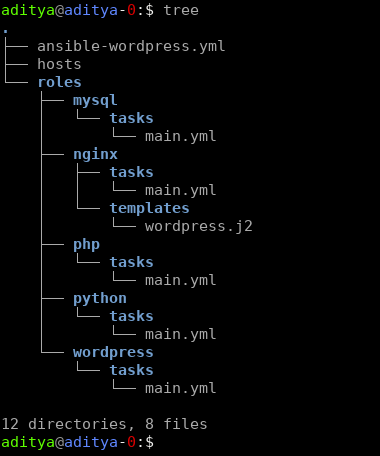 aditya@aditya-0:$ tree
.
├── ansible-wordpress.yml
├── hosts
└── roles
    ├── mysql
    │   └── tasks
    │       └── main.yml
    ├── nginx
    │   ├── tasks
    │   │   └── main.yml
    │   └── templates
    │       └── wordpress.j2
    ├── php
    │   └── tasks
    │       └── main.yml
    ├── python
    │   └── tasks
    │       └── main.yml
    └── wordpress
        └── tasks
            └── main.yml

12 directories, 8 files
aditya@aditya-0:$